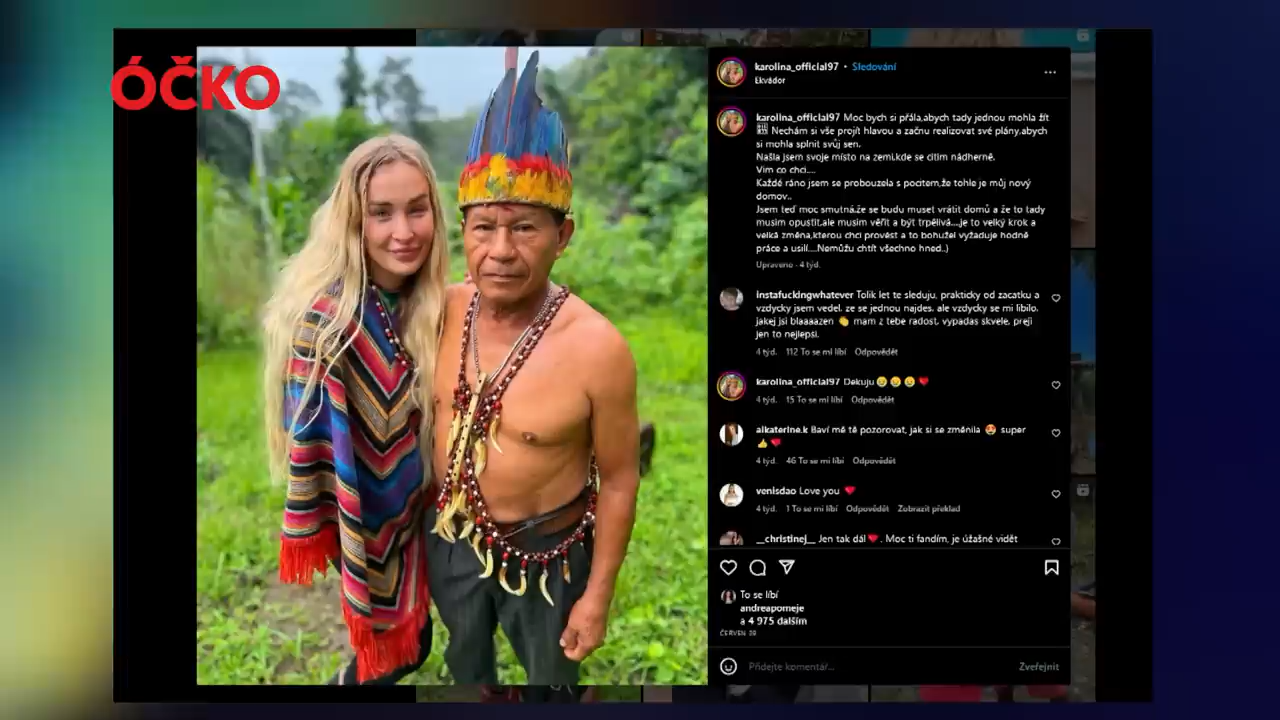 ÓČKO
karolina_official97 • Sledování
Ekvádor
karolina_official97 Moc bych si přála,abych tady jednou mohla žít
Nechám si vše projít hlavou a začnu realizovat své plány,abych
si mohla splnit svůj sen.
Našla jsem svoje místo na zemi,kde se cítím nádherně.
Vím co chci....
Každé ráno jsem se probouzela s pocitem,že tohle je můj nový
domov..
Jsem teď moc smutná,že se budu muset vrátit domů a že to tady
musím opustit,ale musím věřit a být trpělivá....je to velký krok a
velká změna,kterou chci provést a to bohužel vyžaduje hodně
práce a usilí....Nemůžu chtít všechno hned..)
Upraveno · 4 týd.
instafuckingwhatever Tolik let te sleduju, prakticky od zacatku a
vzdycky jsem vedel, ze se jednou najdes, ale vzdycky se mi libilo,
jakej jsi blaaaazen 👏 mam z tebe radost, vypadas skvele, preji
jen to nejlepsi.
4 týd. 112 To se mi líbí Odpovědět
karolina_official97 Dekuju 🥹🥹🥹❤️
4 týd. 15 To se mi líbí Odpovědět
aikaterine.k Baví mě tě pozorovat, jak si se změnila 😍 super
👍❤️
4 týd. 46 To se mi líbí Odpovědět
venisdao Love you ❤️
4 týd. 1 To se mi líbí Odpovědět Zobrazit překlad
__christinej__ Jen tak dál❤️. Moc ti fandím, je úžašné vidět
To se líbí
andreapomeje
a 4 975 dalším
ČERVEN 28
Přidejte komentář...
Zveřejnit